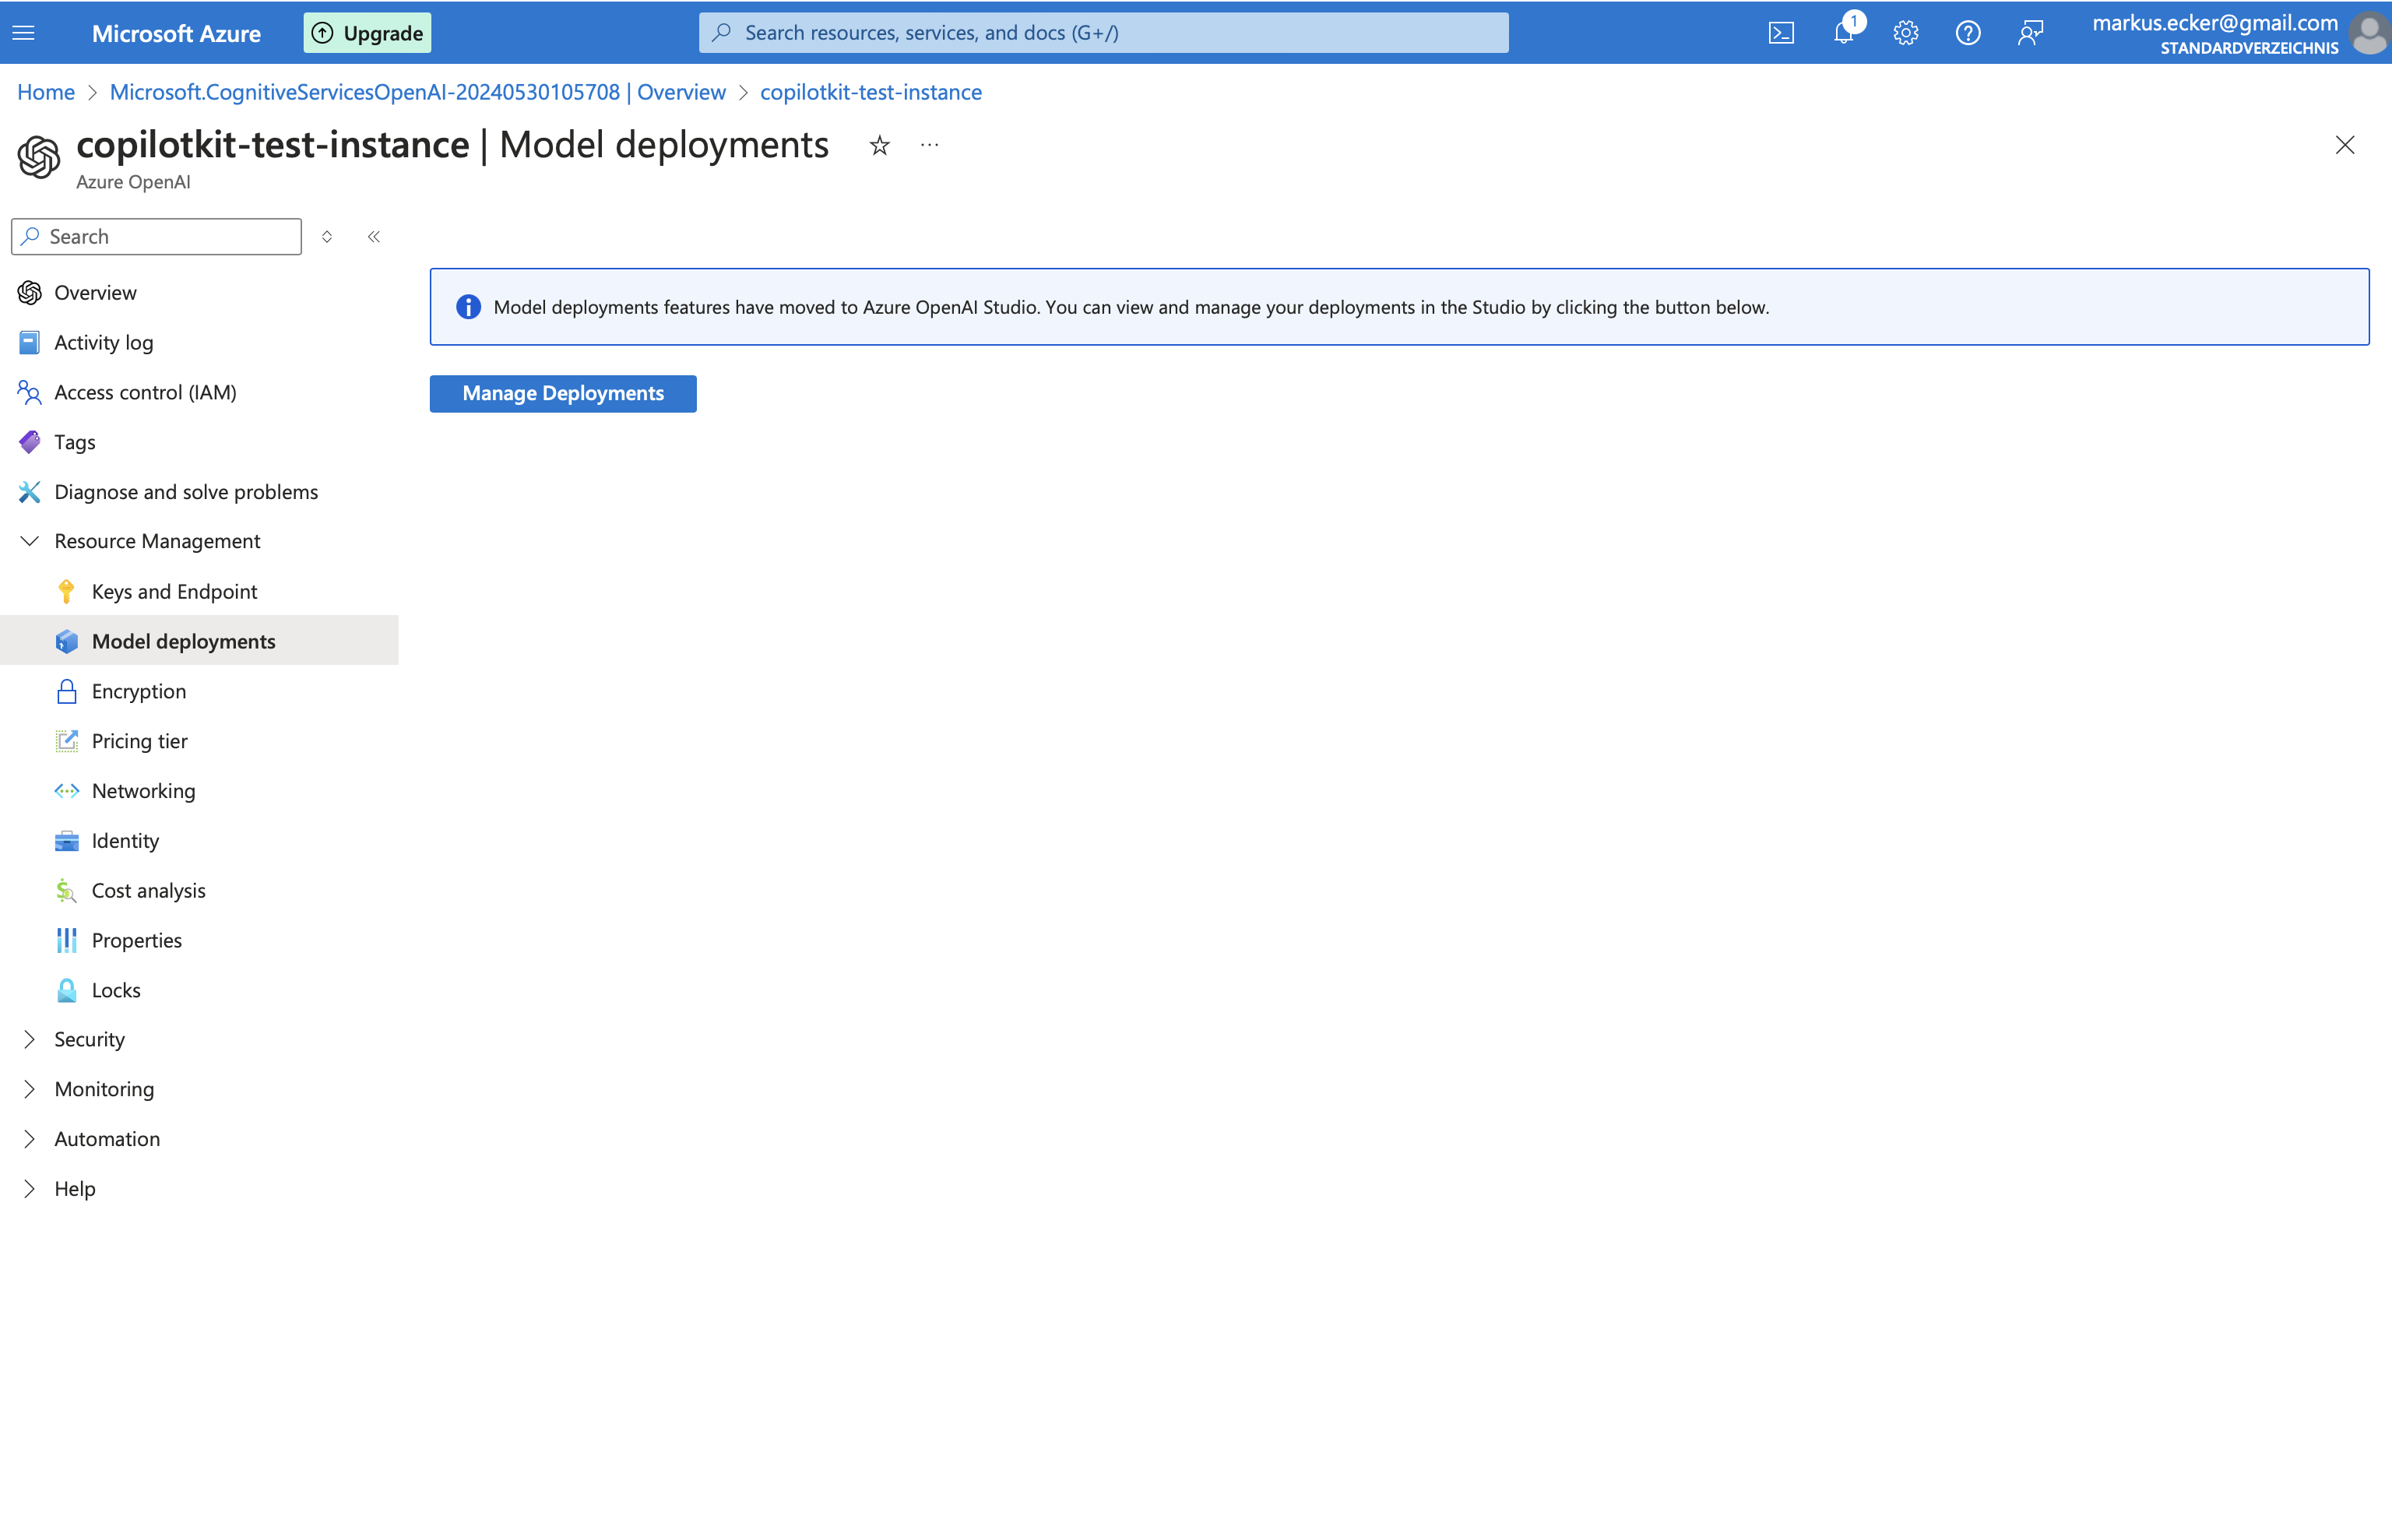 Microsoft Azure
Upgrade
Search resources, services, and docs (G+/)
1
markus.ecker@gmail.com
STANDARDVERZEICHNIS
Home > Microsoft.CognitiveServicesOpenAI-20240530105708 | Overview > copilotkit-test-instance
copilotkit-test-instance | Model deployments
Azure OpenAI
Search
Overview
Activity log
Access control (IAM)
Tags
Diagnose and solve problems
Resource Management
Keys and Endpoint
Model deployments
Encryption
Pricing tier
Networking
Identity
Cost analysis
Properties
Locks
Security
Monitoring
Automation
Help
Model deployments features have moved to Azure OpenAI Studio. You can view and manage your deployments in the Studio by clicking the button below.
Manage Deployments